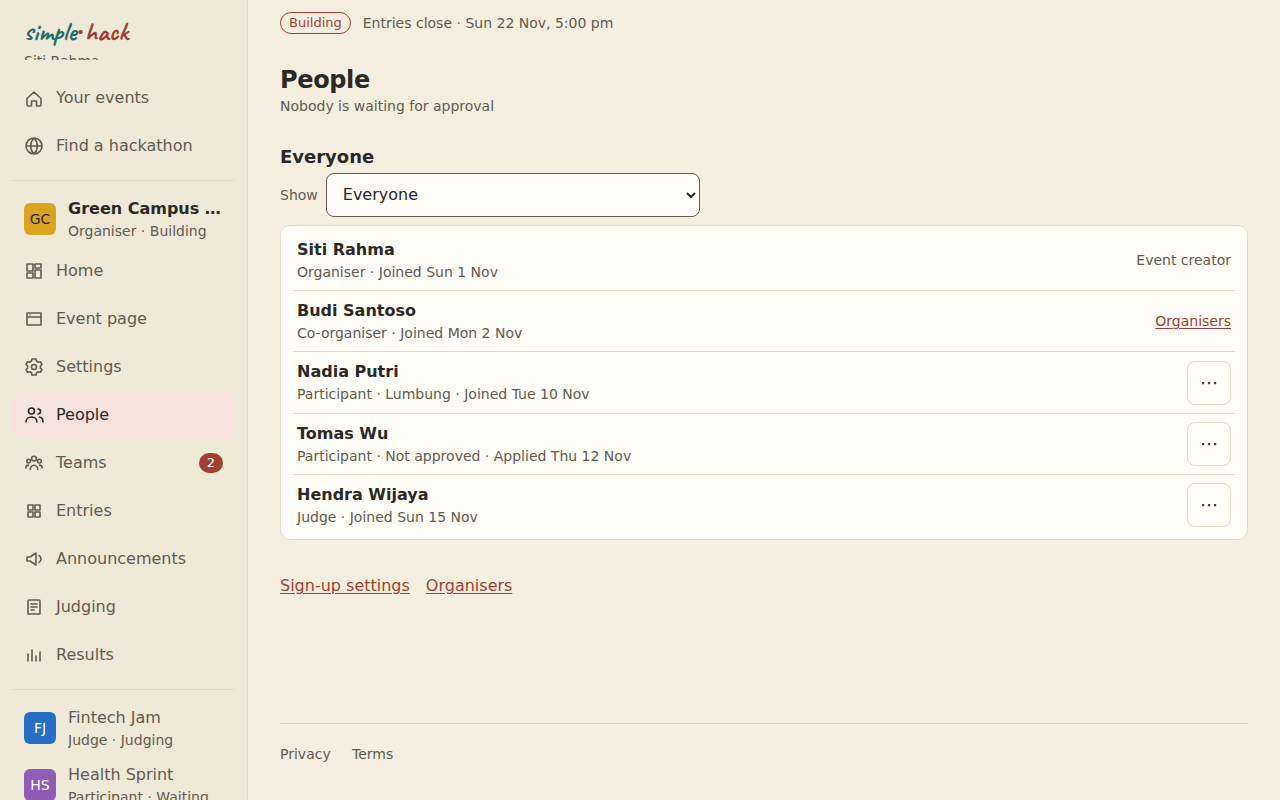 simple·hack
Siti Rahma
Your events
Find a hackathon
GC
Green Campus …
Organiser · Building
Home
Event page
Settings
People
Teams
2
Entries
Announcements
Judging
Results
FJ
Fintech Jam
Judge · Judging
HS
Health Sprint
Participant · Waiting
Building
Entries close · Sun 22 Nov, 5:00 pm
People
Nobody is waiting for approval
Everyone
Show
Everyone
Siti Rahma
Organiser · Joined Sun 1 Nov
Event creator
Budi Santoso
Co-organiser · Joined Mon 2 Nov
Organisers
Nadia Putri
Participant · Lumbung · Joined Tue 10 Nov
Tomas Wu
Participant · Not approved · Applied Thu 12 Nov
Hendra Wijaya
Judge · Joined Sun 15 Nov
Sign-up settings
Organisers
Privacy
Terms